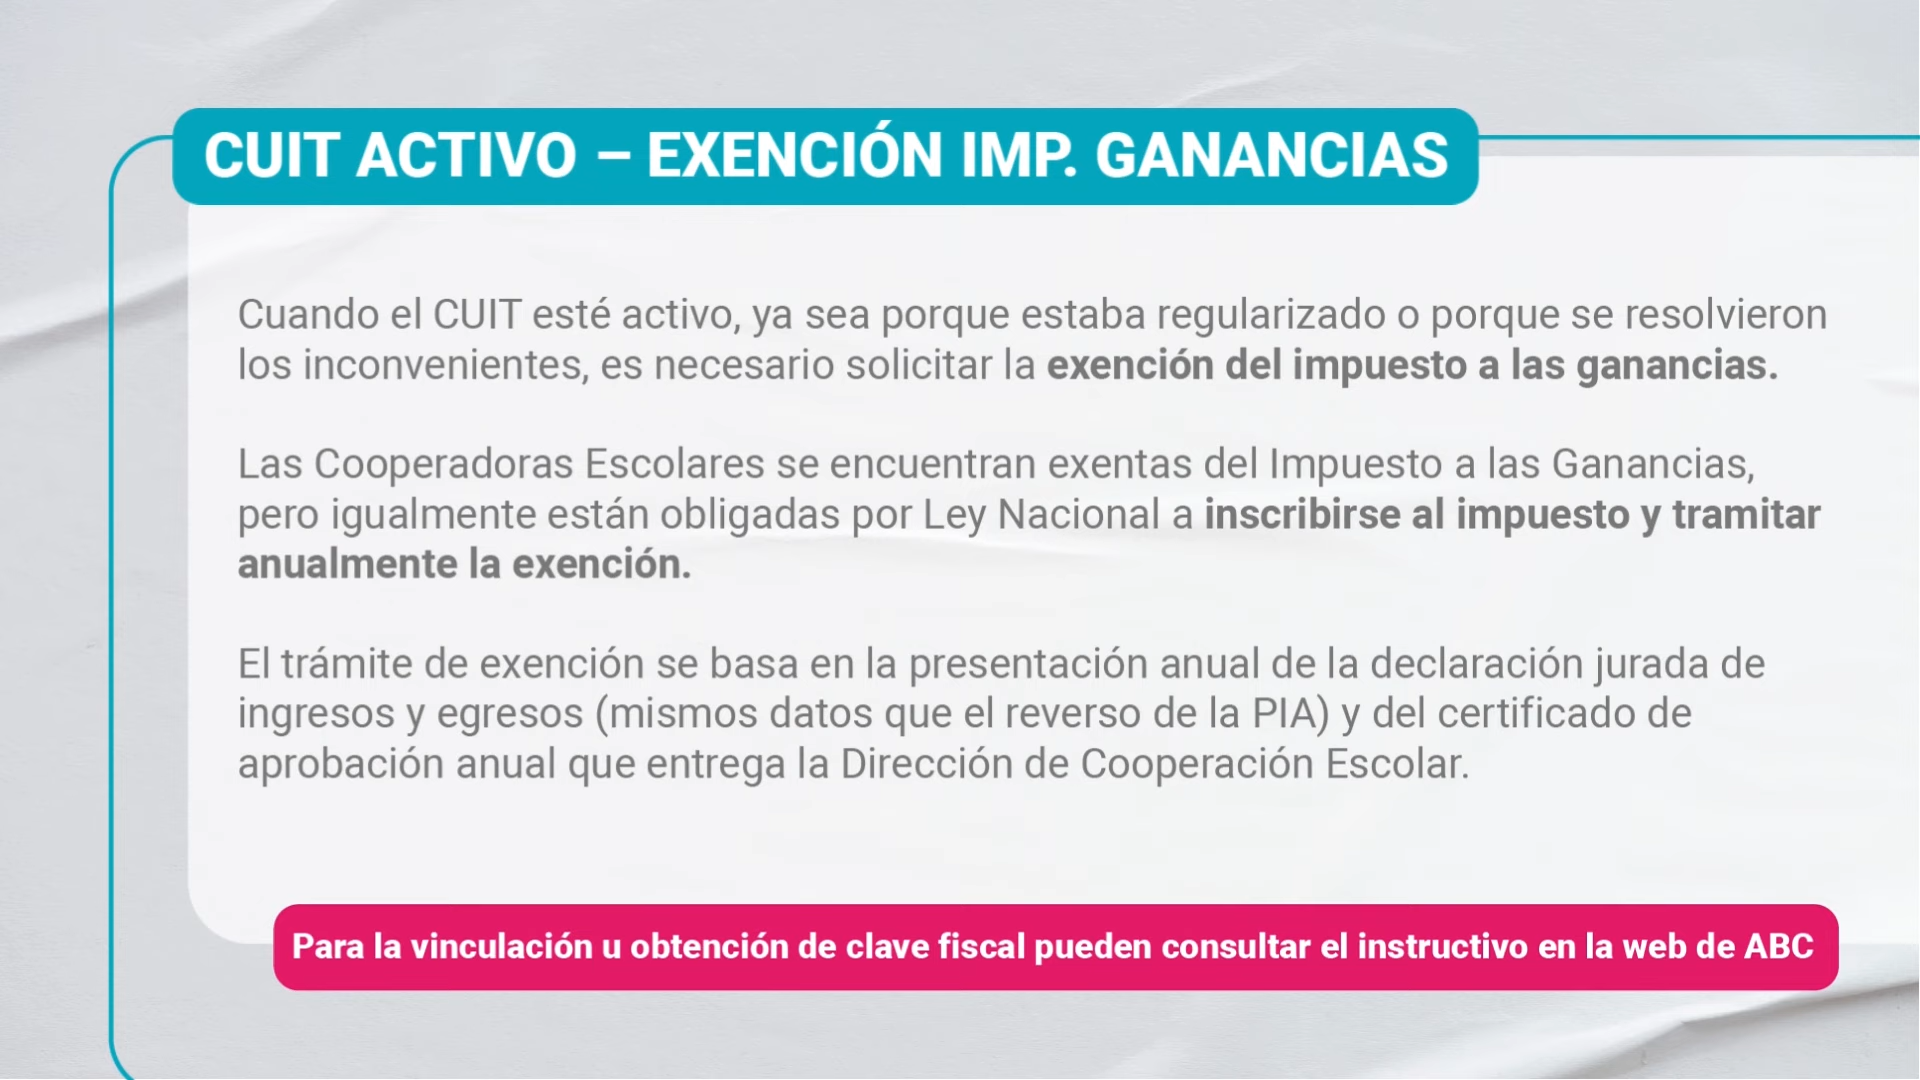 CUIT ACTIVO – EXENCIÓN IMP. GANANCIAS
Cuando el CUIT esté activo, ya sea porque estaba regularizado o porque se resolvieron
los inconvenientes, es necesario solicitar la exención del impuesto a las ganancias.
Las Cooperadoras Escolares se encuentran exentas del Impuesto a las Ganancias,
pero igualmente están obligadas por Ley Nacional a inscribirse al impuesto y tramitar
anualmente la exención.
El trámite de exención se basa en la presentación anual de la declaración jurada de
ingresos y egresos (mismos datos que el reverso de la PIA) y del certificado de
aprobación anual que entrega la Dirección de Cooperación Escolar.
Para la vinculación u obtención de clave fiscal pueden consultar el instructivo en la web de ABC